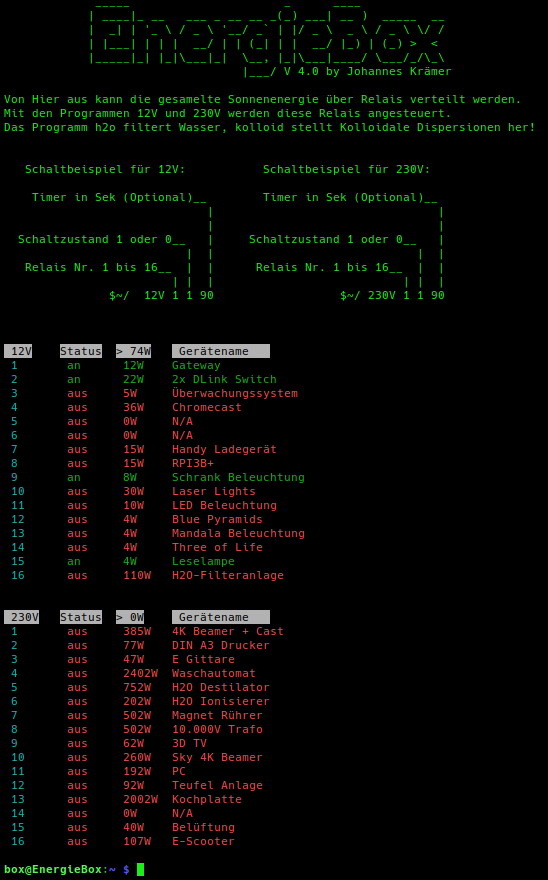 EnergieBox
V 4.0 by Johannes Krämer
Von Hier aus kann die gesamelte Sonnenenergie über Relais verteilt werden.
Mit den Programmen 12V und 230V werden diese Relais angesteuert.
Das Programm h2o filtert Wasser, kolloid stellt Kolloidale Dispersionen her!
Schaltbeispiel für 12V: Schaltbeispiel für 230V:
Timer in Sek (Optional)__ Timer in Sek (Optional)__
Schaltzustand 1 oder 0__ Schaltzustand 1 oder 0__
Relais Nr. 1 bis 16__ Relais Nr. 1 bis 16__
$~/ 12V 1 1 90 $~/ 230V 1 1 90
12V Status > 74W Gerätename
1 an 12W Gateway
2 an 22W 2x DLink Switch
3 aus 5W Überwachungssystem
4 aus 36W Chromecast
5 aus 0W N/A
6 aus 0W N/A
7 aus 15W Handy Ladegerät
8 aus 15W RPI3B+
9 an 8W Schrank Beleuchtung
10 aus 30W Laser Lights
11 aus 10W LED Beleuchtung
12 aus 4W Blue Pyramids
13 aus 4W Mandala Beleuchtung
14 aus 4W Three of Life
15 an 4W Leselampe
16 aus 110W H2O-Filteranlage
230V Status > 0W Gerätename
1 aus 385W 4K Beamer + Cast
2 aus 77W DIN A3 Drucker
3 aus 47W E Gittare
4 aus 2402W Waschautomat
5 aus 752W H2O Destilator
6 aus 202W H2O Ionisierer
7 aus 502W Magnet Rührer
8 aus 502W 10.000V Trafo
9 aus 62W 3D TV
10 aus 260W Sky 4K Beamer
11 aus 192W PC
12 aus 92W Teufel Anlage
13 aus 2002W Kochplatte
14 aus 0W N/A
15 aus 40W Belüftung
16 aus 107W E-Scooter
box@EnergieBox:~ $